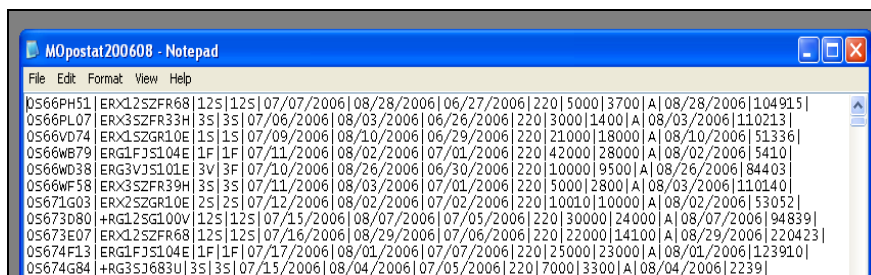 MOpostat200608 - Notepad
File Edit Format View Help
0S66PH51|ERX12SZFR68|12S|12S|07/07/2006|08/28/2006|06/27/2006|220|5000|3700|A|08/28/2006|104915|
0S66PL07|ERX3SZFR33H|3S|3S|07/06/2006|08/03/2006|06/26/2006|220|3000|1400|A|08/03/2006|110213|
0S66VD74|ERX1SZGR10E|1S|1S|07/09/2006|08/10/2006|06/29/2006|220|21000|18000|A|08/10/2006|51336|
0S66WB79|ERG1FJS104E|1F|1F|07/11/2006|08/02/2006|07/01/2006|220|42000|28000|A|08/02/2006|5410|
0S66WD38|ERG3VJS101E|3V|3F|07/10/2006|08/26/2006|06/30/2006|220|10000|9500|A|08/26/2006|84403|
0S66WF58|ERX3SZFR39H|3S|3S|07/11/2006|08/03/2006|07/01/2006|220|5000|2800|A|08/03/2006|110140|
0S671G03|ERX2SZGR10E|2S|2S|07/12/2006|08/02/2006|07/02/2006|220|10010|10000|A|08/02/2006|53052|
0S673D80|+RG12SG100V|12S|12S|07/15/2006|08/07/2006|07/05/2006|220|30000|24000|A|08/07/2006|94839|
0S673E07|ERX12SZFR68|12S|12S|07/16/2006|08/29/2006|07/06/2006|220|22000|14100|A|08/29/2006|220423|
0S674F13|ERG1FJS104E|1F|1F|07/17/2006|08/01/2006|07/07/2006|220|25000|23000|A|08/01/2006|123910|
0S674G84|+RG3SJ683U|3S|3S|07/15/2006|08/04/2006|07/05/2006|220|7000|3300|A|08/04/2006|2239|